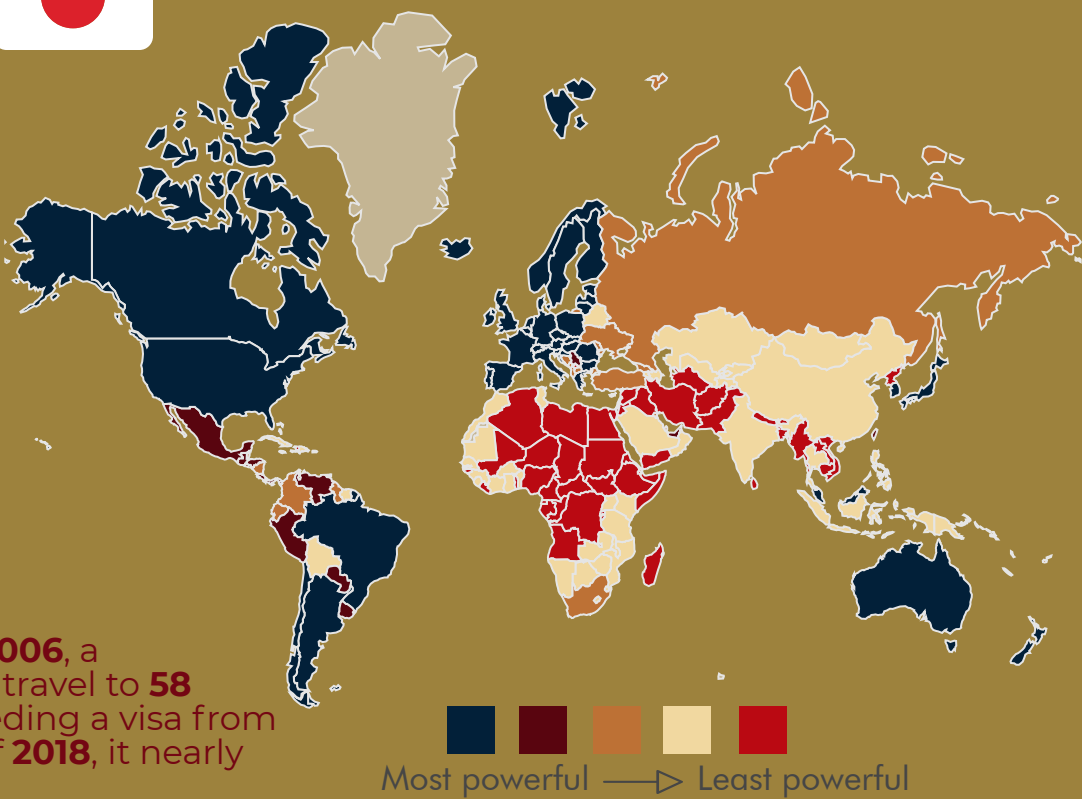 006, a
travel to 58
ding a visa from
2018, it nearly
Most powerful Least powerful